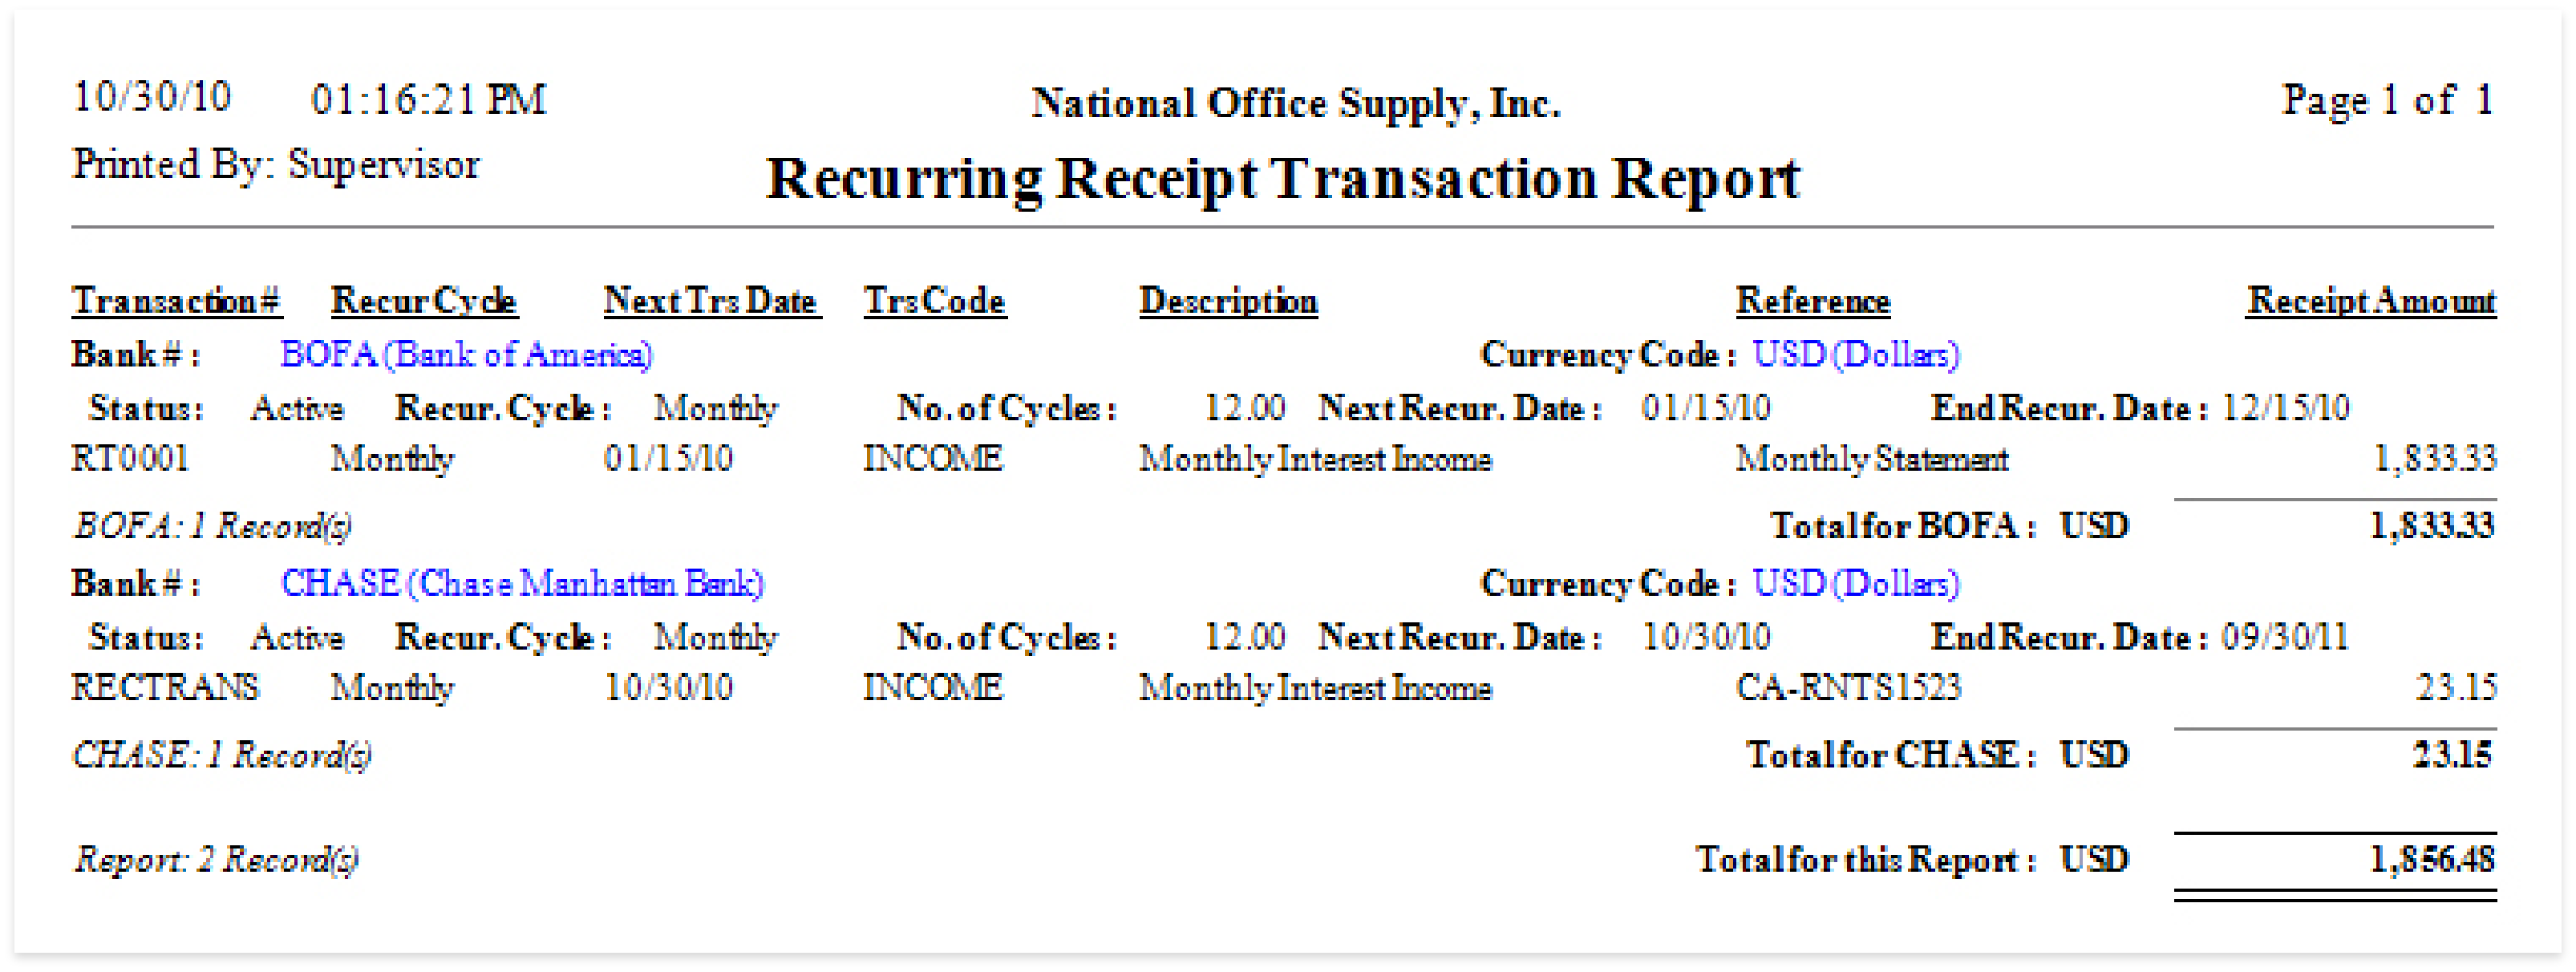 10/30/10 01:16:21 PM National Office Supply, Inc. Page 1 of 1
Printed By: Supervisor Recurring Receipt Transaction Report
Transaction # Recur Cycle Next Trs Date Trs Code Description Reference Receipt Amount
Bank # : BOFA (Bank of America) Currency Code : USD (Dollars)
Status : Active Recur. Cycle : Monthly No. of Cycles : 12.00 Next Recur. Date : 01/15/10 End Recur. Date : 12/15/10
RT0001 Monthly 01/15/10 INCOME Monthly Interest Income Monthly Statement 1,833.33
BOFA: 1 Record(s) Total for BOFA : USD 1,833.33
Bank # : CHASE (Chase Manhattan Bank) Currency Code : USD (Dollars)
Status : Active Recur. Cycle : Monthly No. of Cycles : 12.00 Next Recur. Date : 10/30/10 End Recur. Date : 09/30/11
RECTRANS Monthly 10/30/10 INCOME Monthly Interest Income CA-RNTS1523 23.15
CHASE: 1 Record(s) Total for CHASE : USD 23.15
Report: 2 Record(s) Total for this Report : USD 1,856.48